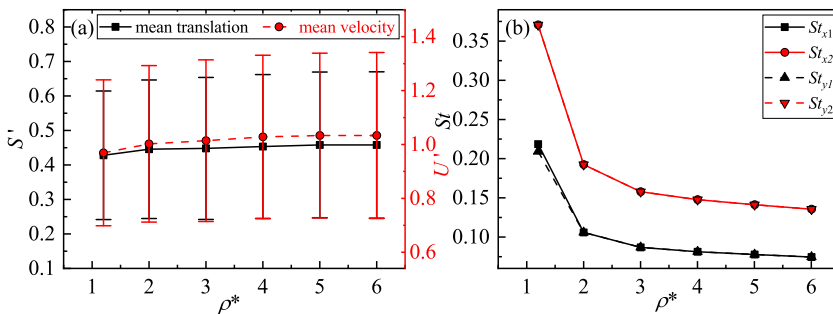 (a) mean translation mean velocity
0.8 0.7 0.6 0.5 0.4 0.3 0.2 0.1
S'
1.4 1.2 1.0 0.8 0.6
U'
1 2 3 4 5 6
ρ*
(b)
St_x1
St_x2
St_y1
St_y2
0.35 0.30 0.25 0.20 0.15 0.10
St
1 2 3 4 5 6
ρ*